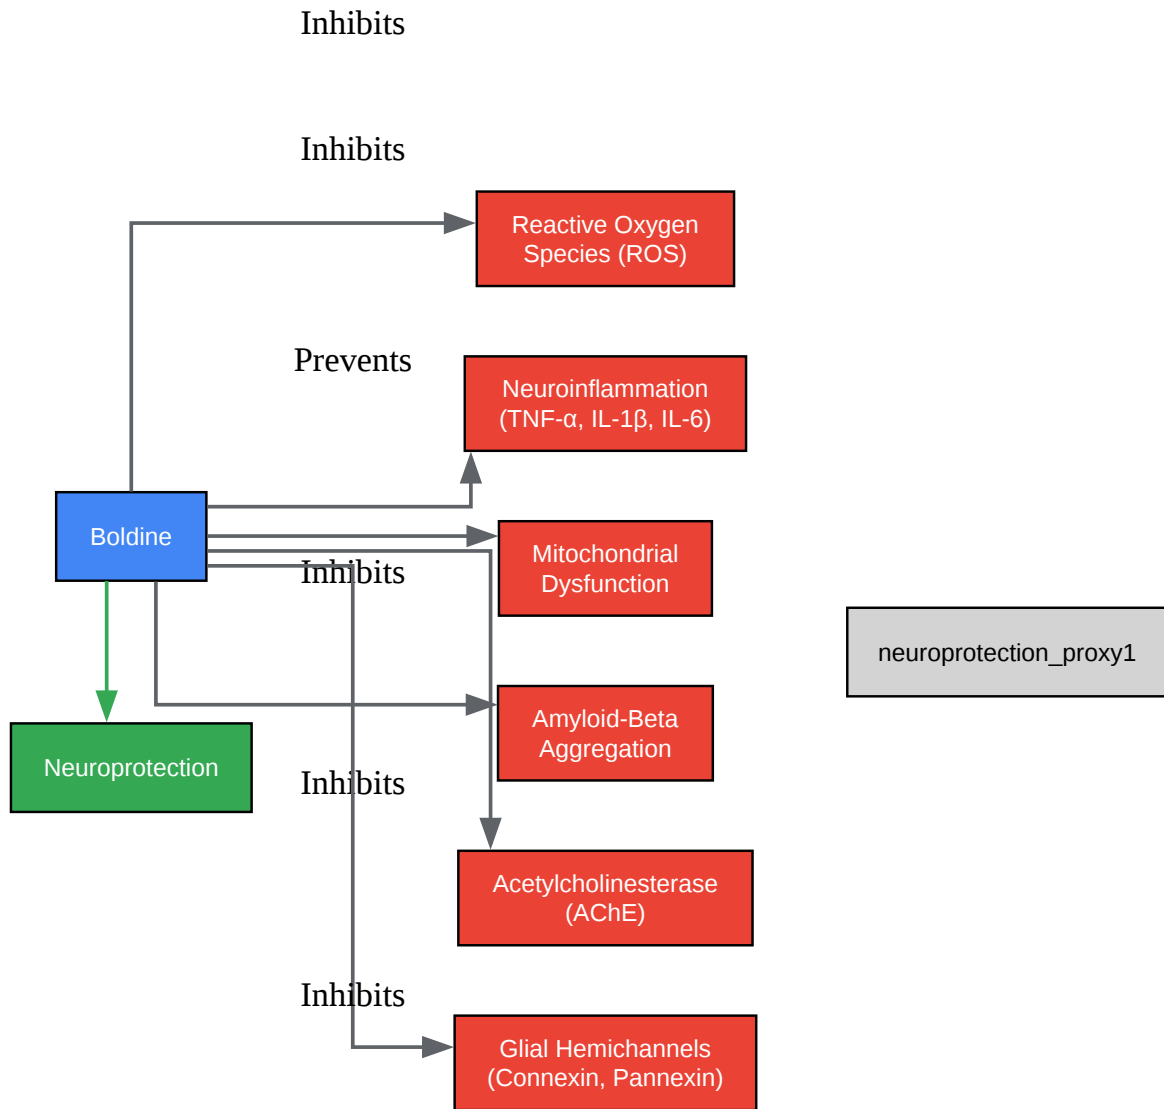 Inhibits
Inhibits
Reactive Oxygen
Species (ROS)
Prevents
Neuroinflammation
(TNF-α, IL-1β, IL-6)
Boldine
Mitochondrial
Dysfunction
Inhibits
neuroprotection_proxy1
Amyloid-Beta
Aggregation
Neuroprotection
Inhibits
Acetylcholinesterase
(AChE)
Inhibits
Glial Hemichannels
(Connexin, Pannexin)